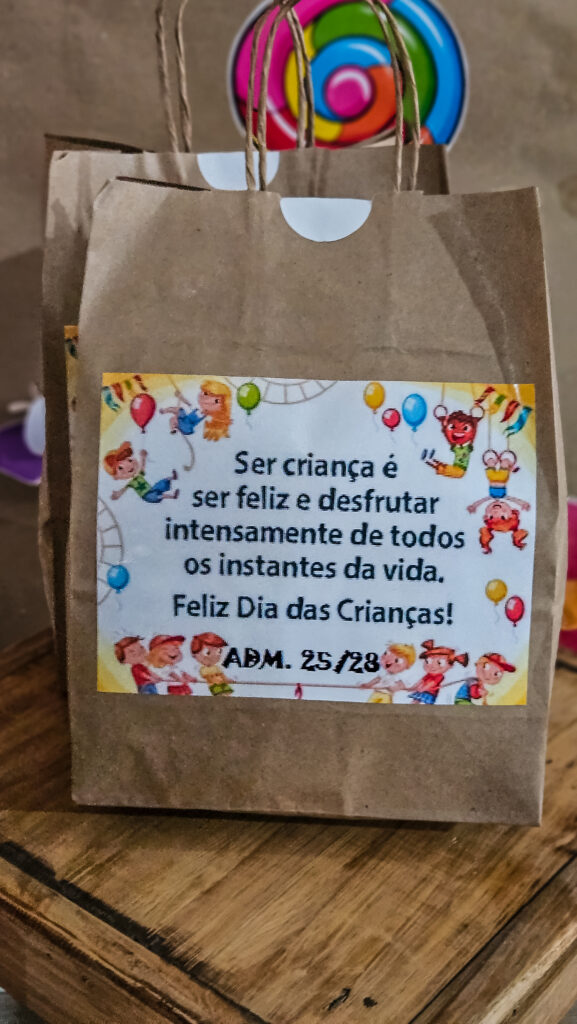 Ser criança é
ser feliz e desfrutar
intensamente de todos
os instantes da vida.
Feliz Dia das Crianças!
ADM. 25/28